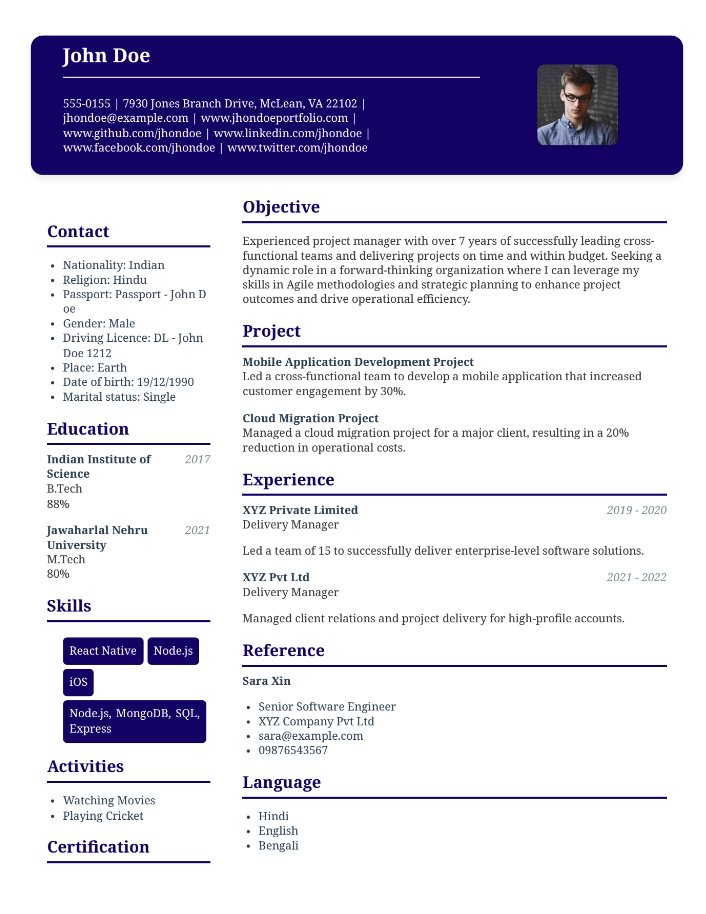 John Doe
555-0155 | 7930 Jones Branch Drive, McLean, VA 22102 |
jhondoe@example.com | www.jhondoeportfolio.com |
www.github.com/jhondoe | www.linkedin.com/jhondoe |
www.facebook.com/jhondoe | www.twitter.com/jhondoe
Contact
• Nationality: Indian
• Religion: Hindu
• Passport: Passport - John D
oe
• Gender: Male
• Driving Licence: DL - John
Doe 1212
• Place: Earth
• Date of birth: 19/12/1990
• Marital status: Single
Education
Indian Institute of 2017
Science
B.Tech
88%
Jawaharlal Nehru 2021
University
M.Tech
80%
Skills
React Native Node.js
iOS
Node.js, MongoDB, SQL,
Express
Activities
• Watching Movies
• Playing Cricket
Certification
Objective
Experienced project manager with over 7 years of successfully leading cross-
functional teams and delivering projects on time and within budget. Seeking a
dynamic role in a forward-thinking organization where I can leverage my
skills in Agile methodologies and strategic planning to enhance project
outcomes and drive operational efficiency.
Project
Mobile Application Development Project
Led a cross-functional team to develop a mobile application that increased
customer engagement by 30%.
Cloud Migration Project
Managed a cloud migration project for a major client, resulting in a 20%
reduction in operational costs.
Experience
XYZ Private Limited 2019 - 2020
Delivery Manager
Led a team of 15 to successfully deliver enterprise-level software solutions.
XYZ Pvt Ltd 2021 - 2022
Delivery Manager
Managed client relations and project delivery for high-profile accounts.
Reference
Sara Xin
• Senior Software Engineer
• XYZ Company Pvt Ltd
• sara@example.com
• 09876543567
Language
• Hindi
• English
• Bengali